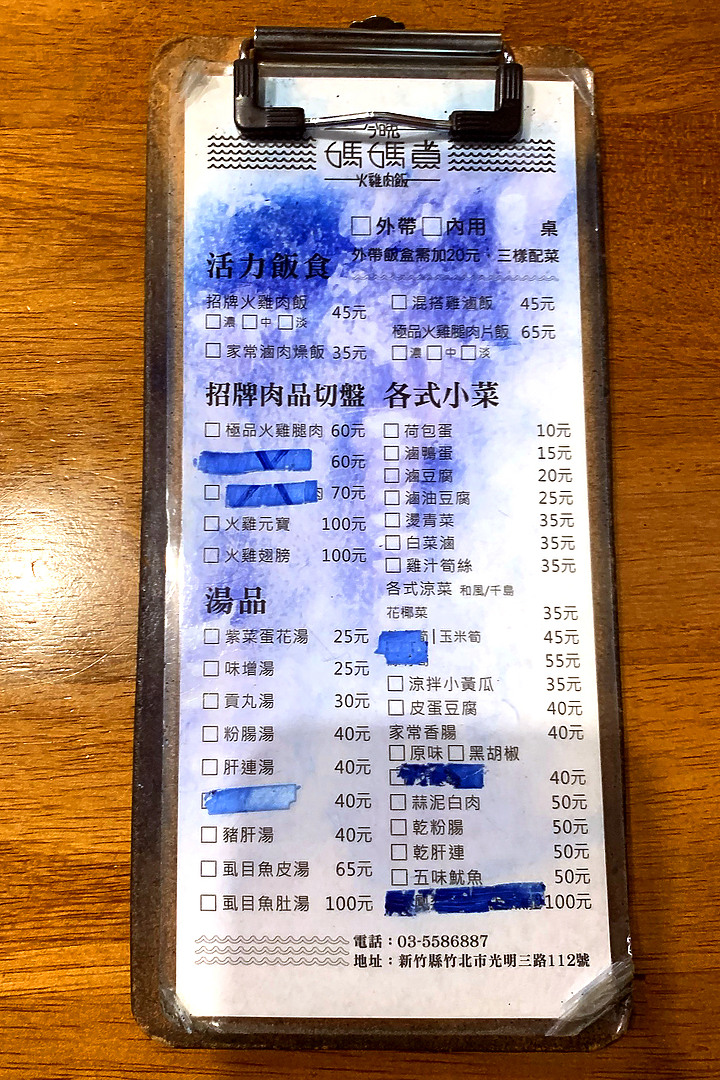 今晚
媽媽煮
火雞肉飯
□外帶□內用 桌
外帶飯盒需加20元，三樣配菜
活力飯食
招牌火雞肉飯 45元
□濃□中□淡
□家常滷肉燥飯 35元
□混搭雞滷飯 45元
極品火雞腿肉片飯 65元
□濃□中□淡
招牌肉品切盤
□極品火雞腿肉 60元
60元
□ 肉 70元
□火雞元寶 100元
□火雞翅膀 100元
湯品
□紫菜蛋花湯 25元
□味增湯 25元
□貢丸湯 30元
□粉腸湯 40元
□肝連湯 40元
40元
□豬肝湯 40元
□虱目魚皮湯 65元
□虱目魚肚湯 100元
各式小菜
□荷包蛋 10元
□滷鴨蛋 15元
□滷豆腐 20元
□滷油豆腐 25元
□燙青菜 35元
□白菜滷 35元
□雞汁筍絲 35元
各式涼菜 和風/千島
花椰菜 35元
筍|玉米筍 45元
55元
□涼拌小黃瓜 35元
□皮蛋豆腐 40元
家常香腸 40元
□原味□黑胡椒
40元
□蒜泥白肉 50元
□乾粉腸 50元
□乾肝連 50元
□五味魷魚 50元
100元
電話：03-5586887
地址：新竹縣竹北市光明三路112號